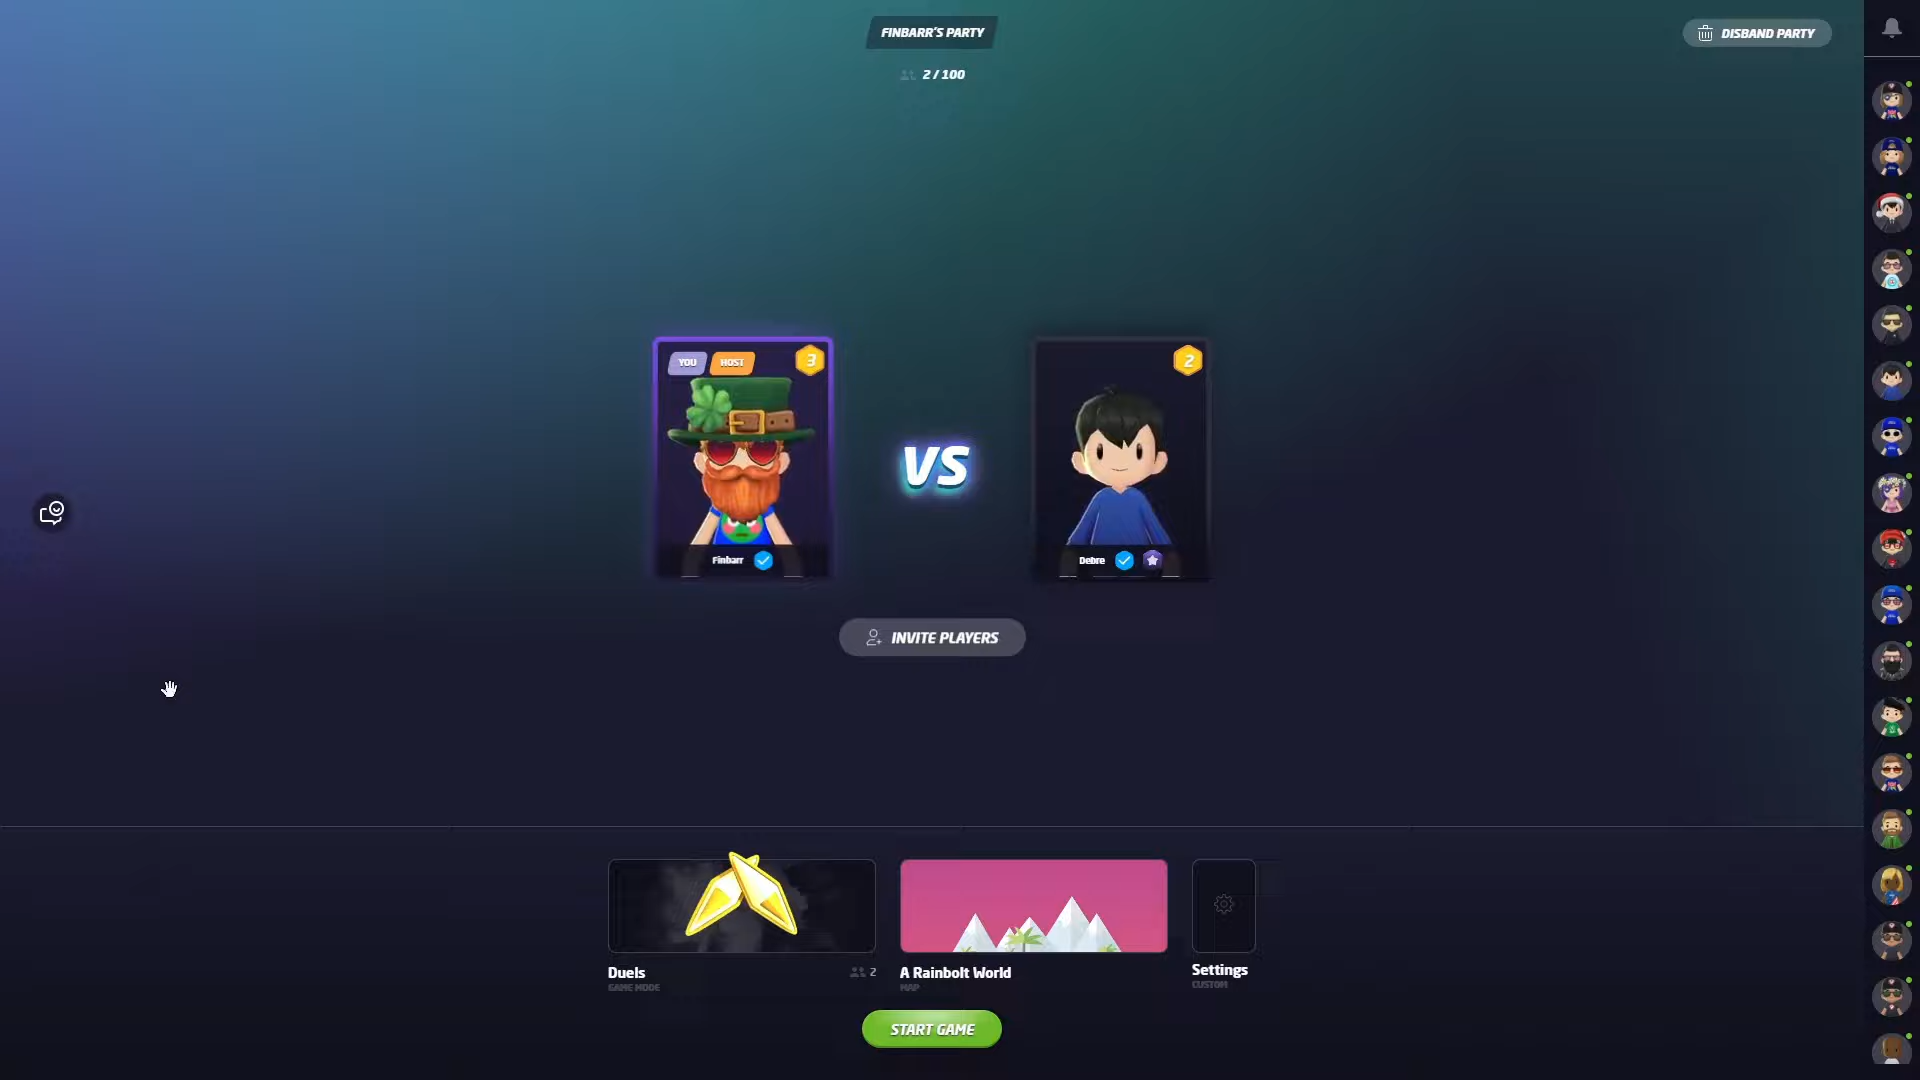 FINBARR'S PARTY
DISBAND PARTY
2 / 100
YOU
HOST
3
2
VS
Finbarr
Debre
INVITE PLAYERS
Duels
2
GAME MODE
A Rainbolt World
MAP
Settings
CUSTOM
START GAME